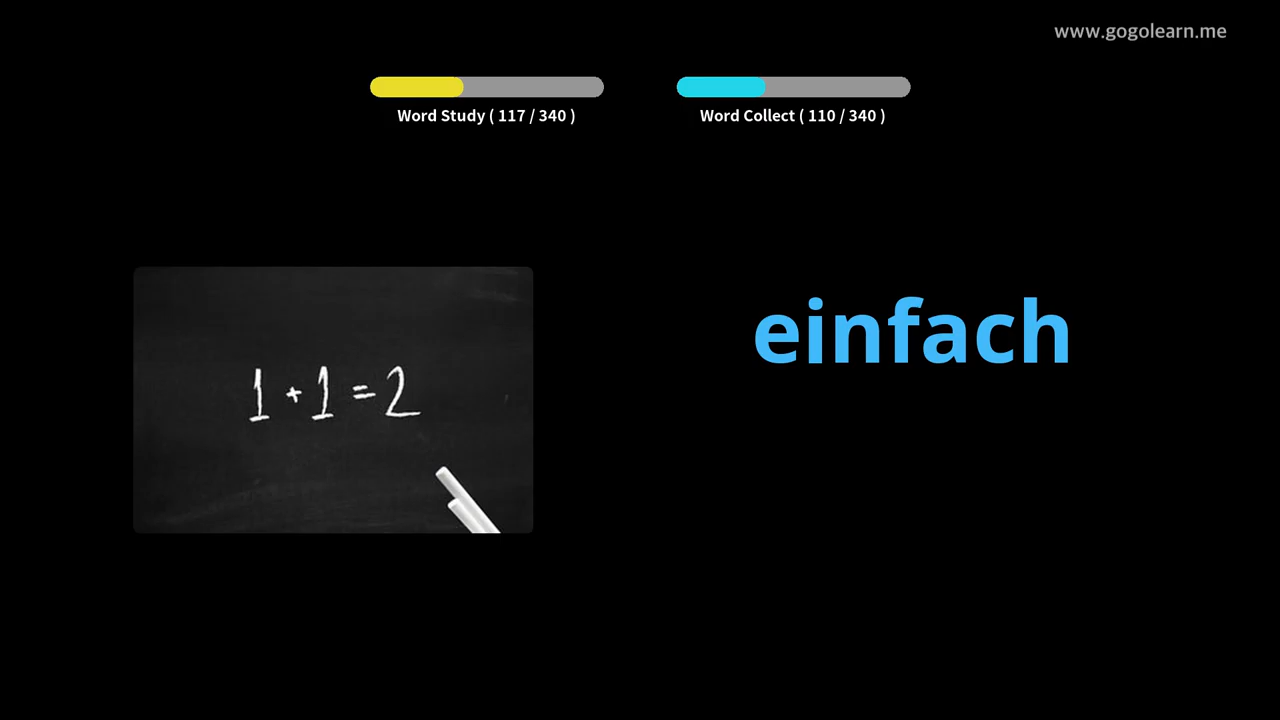 www.gogolearn.me
Word Study ( 117 / 340 )
Word Collect ( 110 / 340 )
einfach
1 + 1 = 2